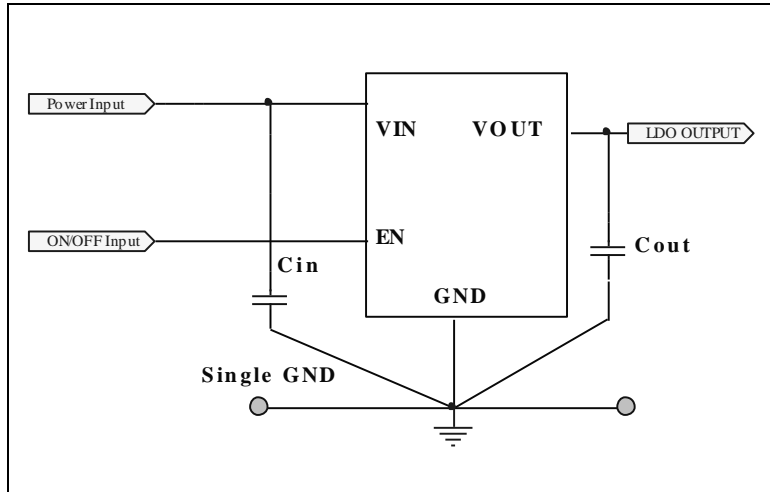 Power Input
VIN
VOUT
LDO OUTPUT
ON/OFF Input
EN
Cin
Cout
GND
Single GND